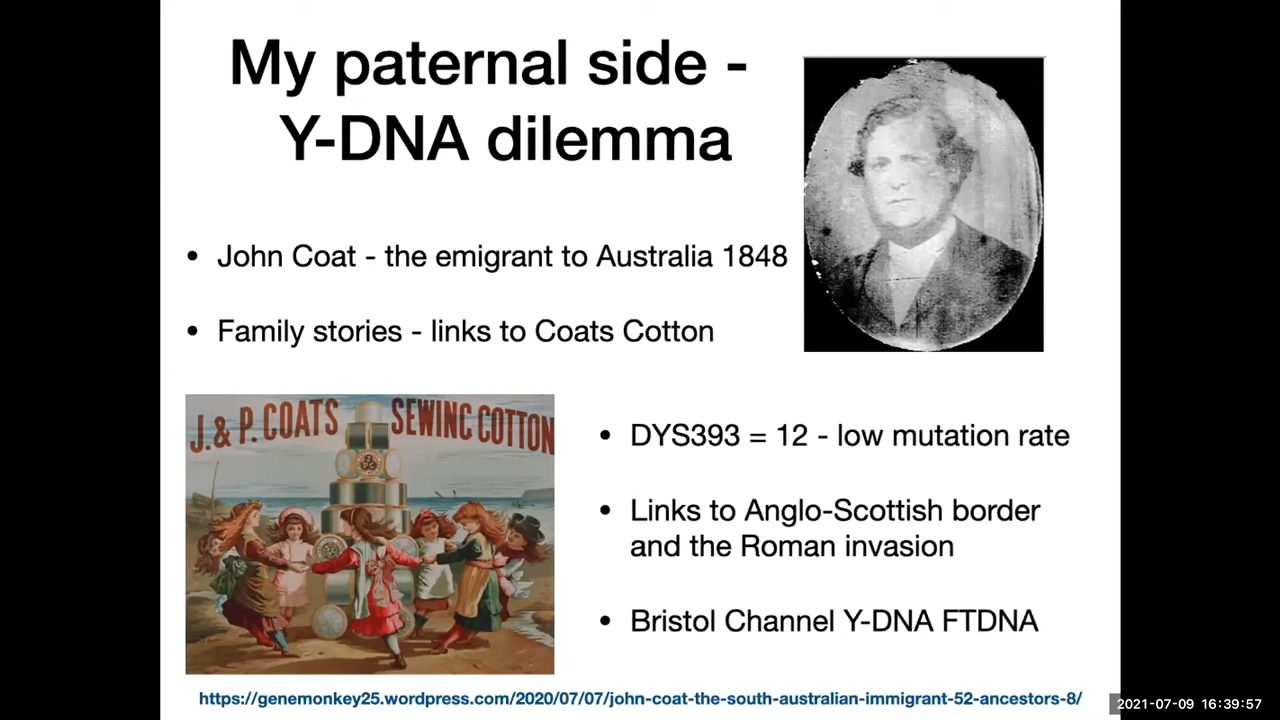 My paternal side -
Y-DNA dilemma
• John Coat - the emigrant to Australia 1848
• Family stories - links to Coats Cotton
J. & P. COATS SEWING COTTON
• DYS393 = 12 - low mutation rate
• Links to Anglo-Scottish border
and the Roman invasion
• Bristol Channel Y-DNA FTDNA
https://genemonkey25.wordpress.com/2020/07/07/john-coat-the-south-australian-immigrant-52-ancestors-8/
2021-07-09 16:39:57